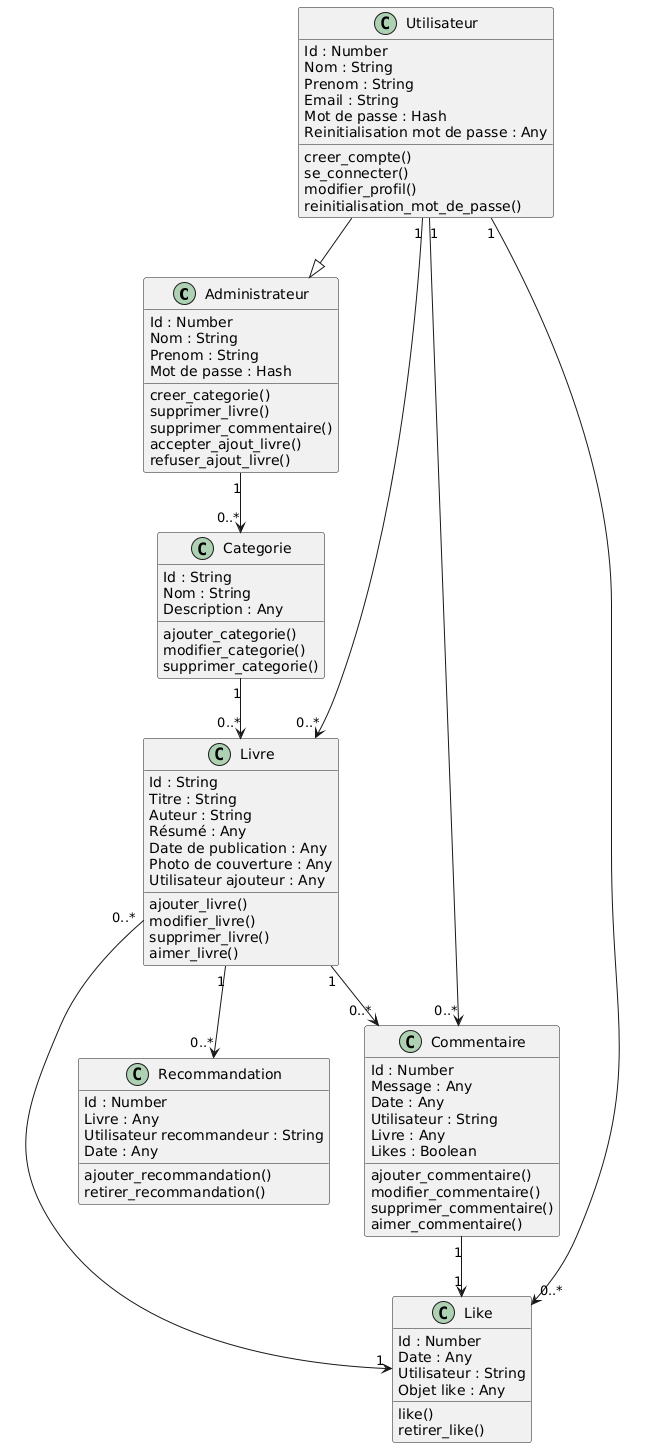 C Utilisateur
Id : Number
Nom : String
Prenom : String
Email : String
Mot de passe : Hash
Reinitialisation mot de passe : Any
creer_compte()
se_connecter()
modifier_profil()
reinitialisation_mot_de_passe()
1 1 1
C Administrateur
Id : Number
Nom : String
Prenom : String
Mot de passe : Hash
creer_categorie()
supprimer_livre()
supprimer_commentaire()
accepter_ajout_livre()
refuser_ajout_livre()
1
0..*
C Categorie
Id : String
Nom : String
Description : Any
ajouter_categorie()
modifier_categorie()
supprimer_categorie()
1
0..* 0..*
C Livre
Id : String
Titre : String
Auteur : String
Résumé : Any
Date de publication : Any
Photo de couverture : Any
Utilisateur ajouteur : Any
ajouter_livre()
modifier_livre()
supprimer_livre()
aimer_livre()
0..*
1 1
0..* 0..* 0..*
C Recommandation
Id : Number
Livre : Any
Utilisateur recommandeur : String
Date : Any
ajouter_recommandation()
retirer_recommandation()
C Commentaire
Id : Number
Message : Any
Date : Any
Utilisateur : String
Livre : Any
Likes : Boolean
ajouter_commentaire()
modifier_commentaire()
supprimer_commentaire()
aimer_commentaire()
1
1 0..*
C Like
Id : Number
Date : Any
Utilisateur : String
Objet like : Any
like()
retirer_like()
1